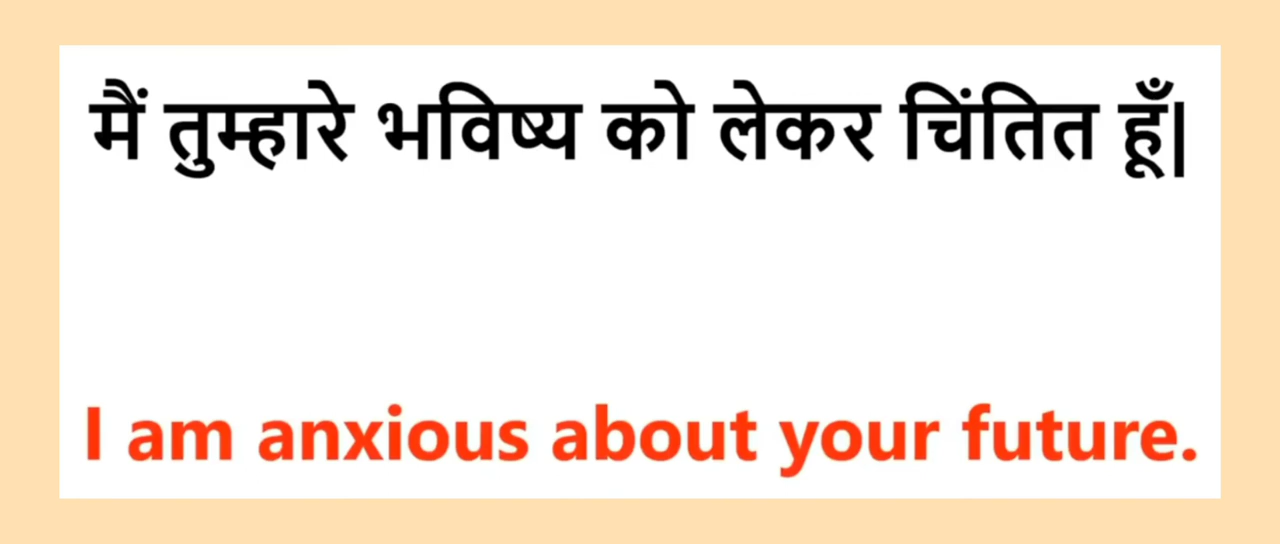 मैं तुम्हारे भविष्य को लेकर चिंतित हूँ|
I am anxious about your future.